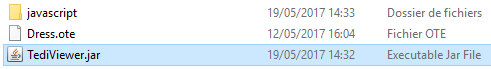 javascript 19/05/2017 14:33 Dossier de fichiers
Dress.ote 12/05/2017 16:04 Fichier OTE
TediViewer.jar 19/05/2017 14:32 Executable Jar File